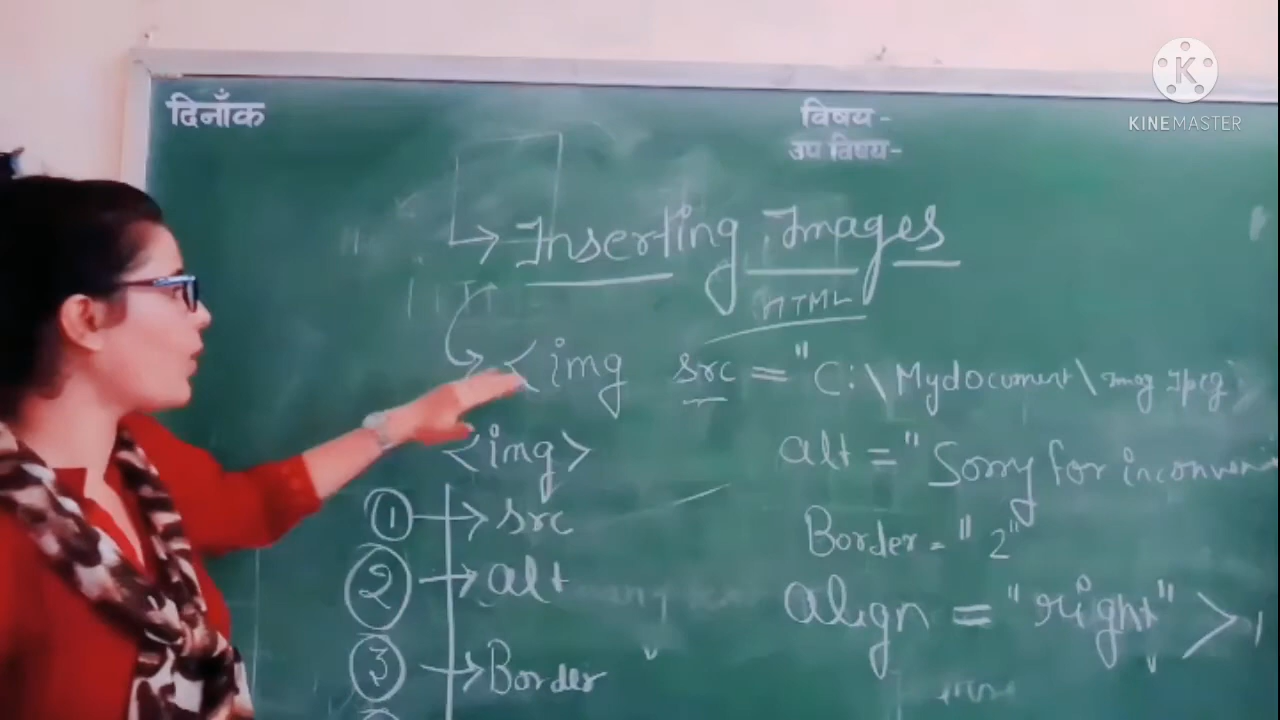 दिनाँक
विषय-
उप विषय-
KINEMASTER
→ Inserting Images
HTML
<img src = "C:\Mydocument\
alt = "Sorry for
<img>
Border = "2"
① → src
② → alt
align = "right" >
③ → Border